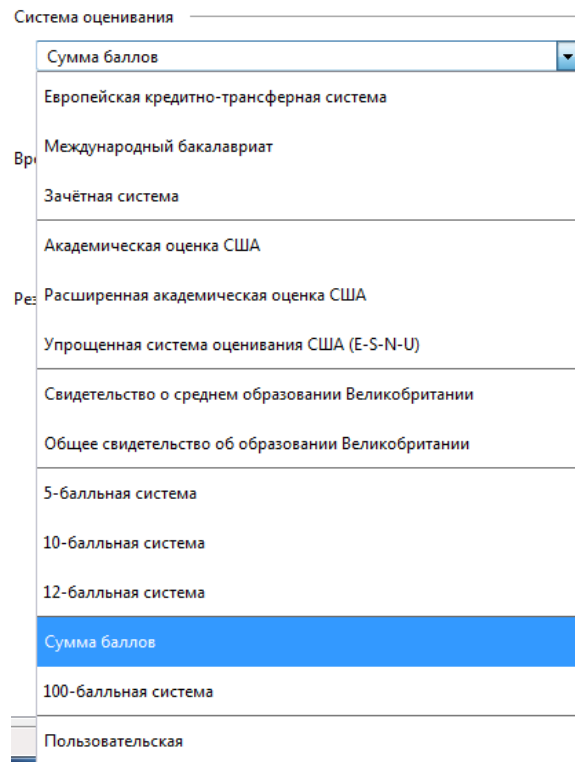 Система оценивания
Сумма баллов
Европейская кредитно-трансферная система
Международный бакалавриат
Зачётная система
Академическая оценка США
Расширенная академическая оценка США
Упрощенная система оценивания США (E-S-N-U)
Свидетельство о среднем образовании Великобритании
Общее свидетельство об образовании Великобритании
5-балльная система
10-балльная система
12-балльная система
Сумма баллов
100-балльная система
Пользовательская